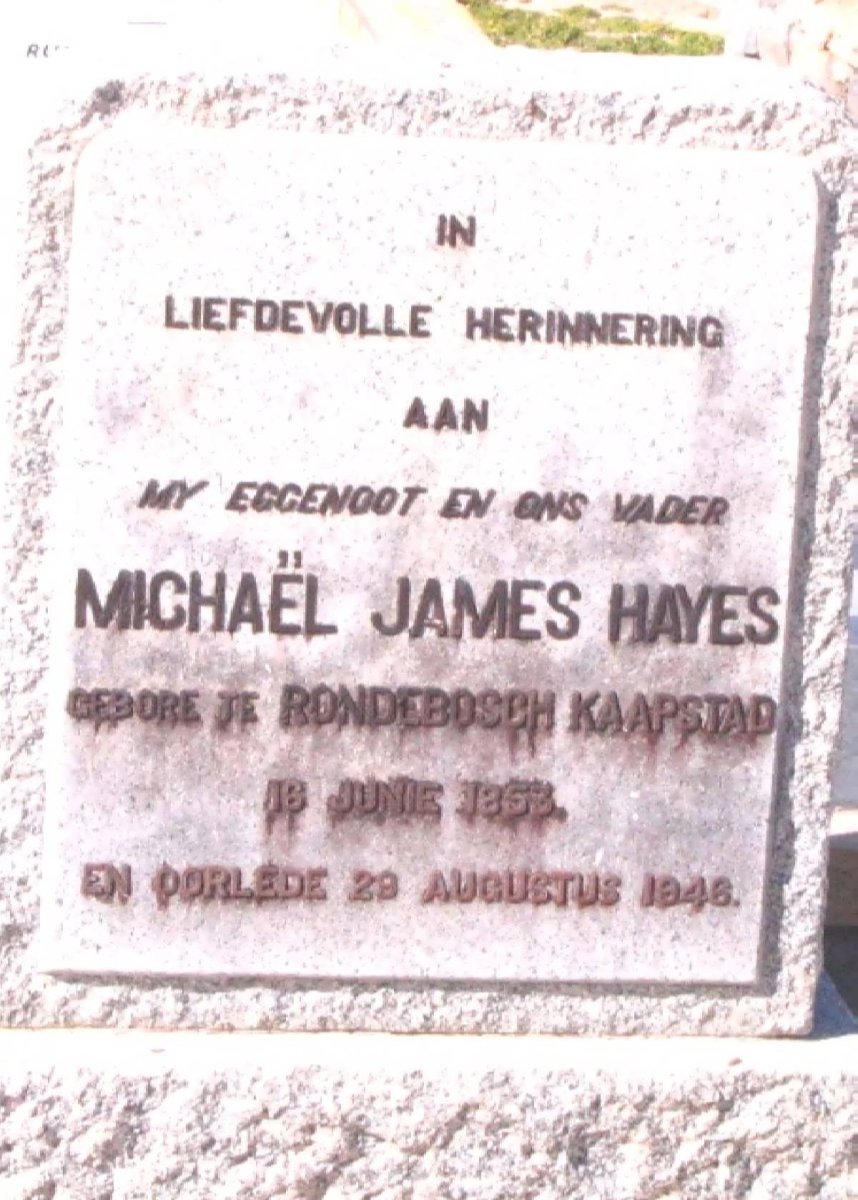 IN
LIEFDEVOLLE HERINNERING
AAN
MY EGGENOOT EN ONS VADER
MICHAËL JAMES HAYES
GEBORE TE RONDEBOSCH KAAPSTAD
16 JUNIE 1853.
EN OORLEDE 29 AUGUSTUS 1946.